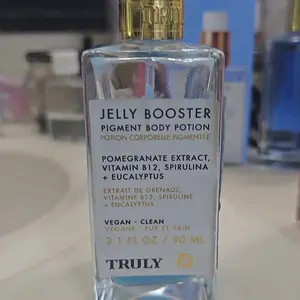 JELLY BOOSTER
PIGMENT BODY POTION
POTION CORPORELLE PIGMENTÉE
POMEGRANATE EXTRACT,
VITAMIN B12, SPIRULINA
+ EUCALYPTUS
EXTRAIT DE GRENADE,
VITAMINE B12, SPIRULINE
+ EUCALYPTUS
VEGAN - CLEAN
VEGANE - PUR ET SAIN
3.1 FL OZ / 90 ML
TRULY